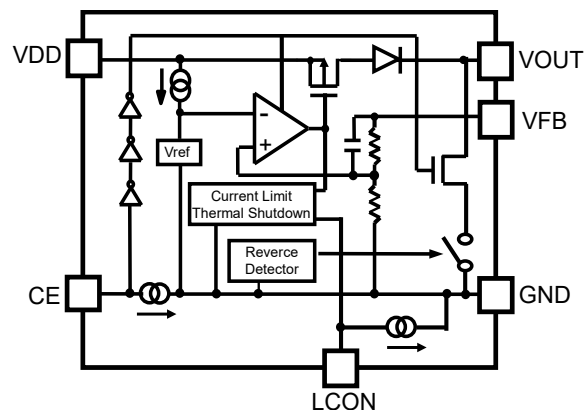 VDD
VOUT
VFB
-
+
Vref
Current Limit
Thermal Shutdown
Reverce
Detector
CE
GND
LCON